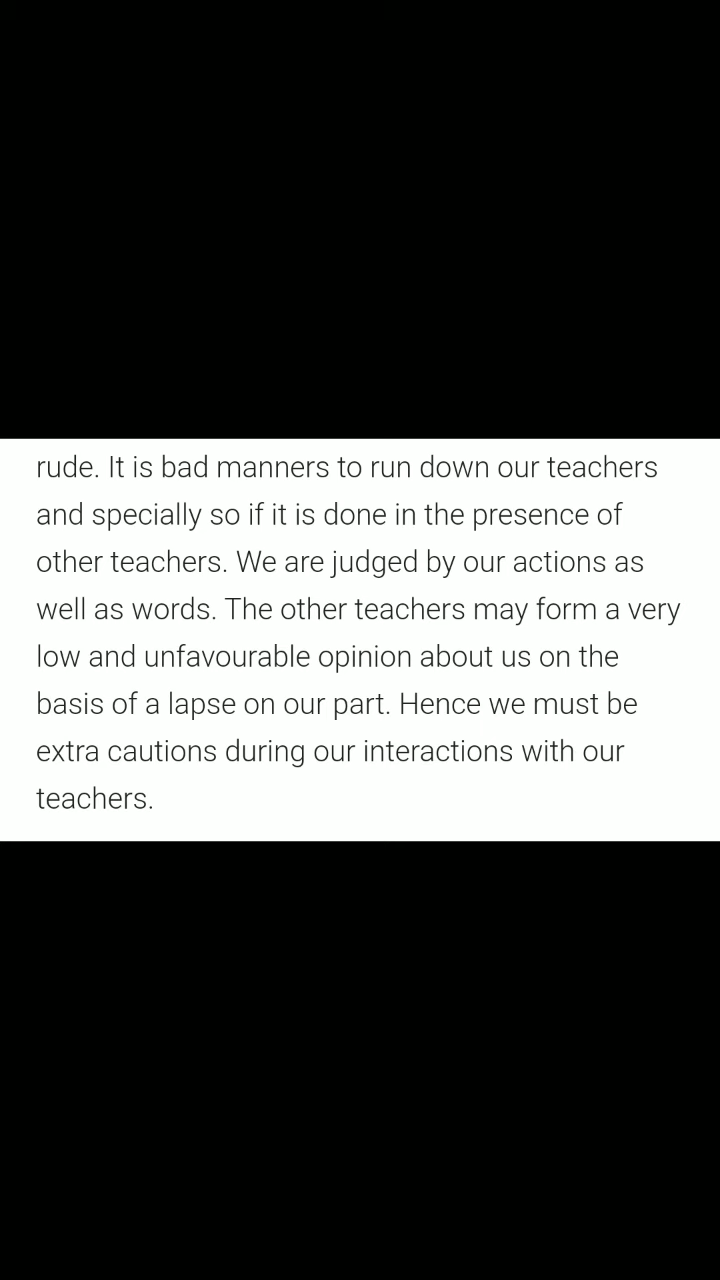 rude. It is bad manners to run down our teachers
and specially so if it is done in the presence of
other teachers. We are judged by our actions as
well as words. The other teachers may form a very
low and unfavourable opinion about us on the
basis of a lapse on our part. Hence we must be
extra cautions during our interactions with our
teachers.